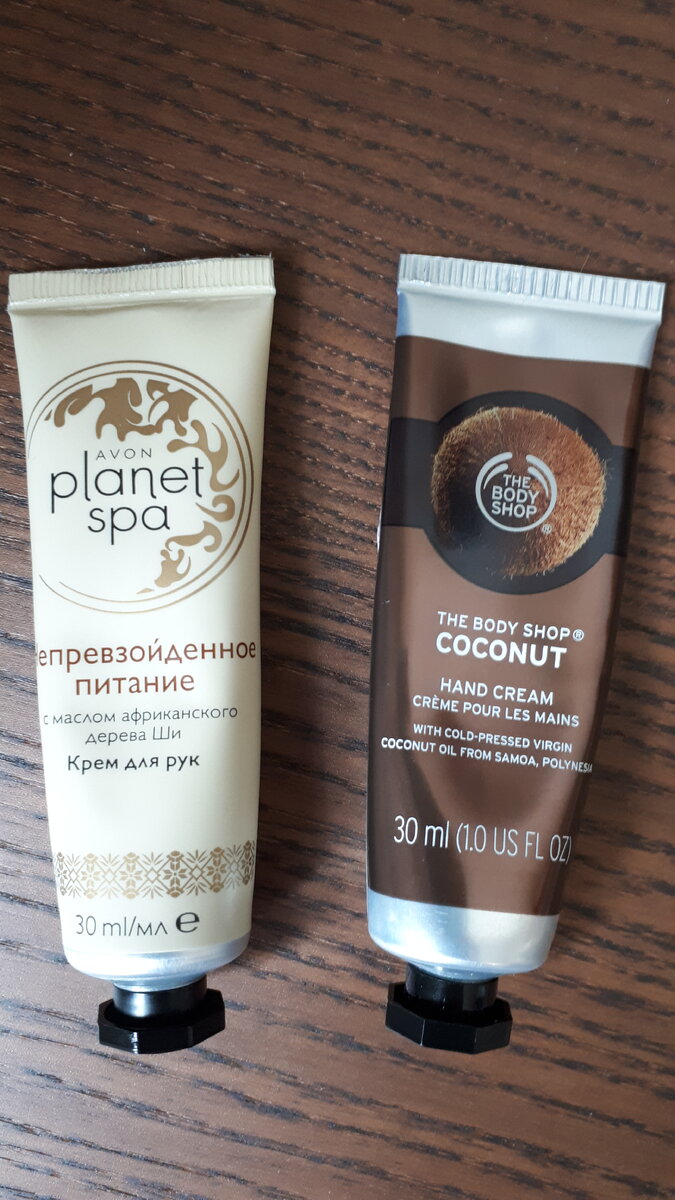 AVON
planet
spa
епревзойденное
питание
с маслом африканского
дерева Ши
Крем для рук
30 ml/мл e
THE
BODY
SHOP
®
THE BODY SHOP®
COCONUT
HAND CREAM
CRÈME POUR LES MAINS
WITH COLD-PRESSED VIRGIN
COCONUT OIL FROM SAMOA, POLYNESIA
30 ml (1.0 US FL OZ)